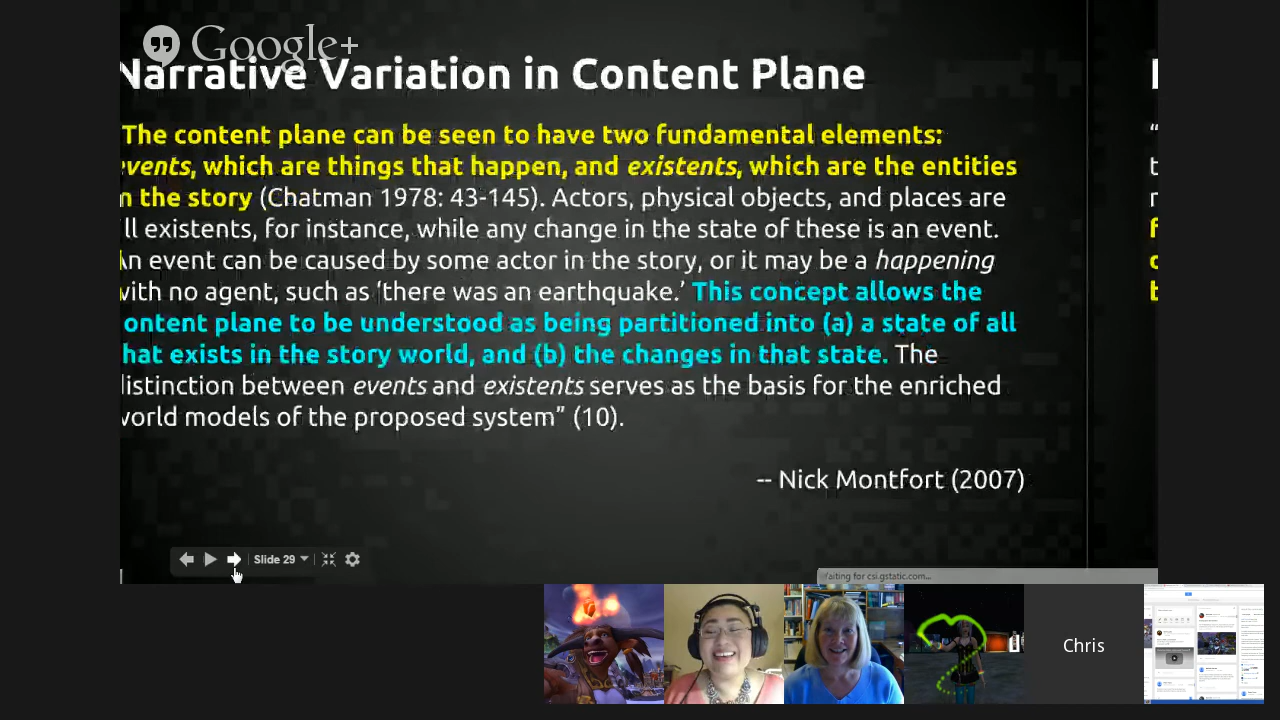 Google+
Narrative Variation in Content Plane
The content plane can be seen to have two fundamental elements:
events, which are things that happen, and existents, which are the entities
n the story (Chatman 1978: 43-145). Actors, physical objects, and places are
ll existents, for instance, while any change in the state of these is an event.
An event can be caused by some actor in the story, or it may be a happening
with no agent, such as ‘there was an earthquake.’ This concept allows the
ontent plane to be understood as being partitioned into (a) a state of all
hat exists in the story world, and (b) the changes in that state. The
distinction between events and existents serves as the basis for the enriched
world models of the proposed system” (10).
-- Nick Montfort (2007)
Slide 29
aiting for csi.gstatic.com...
Chris